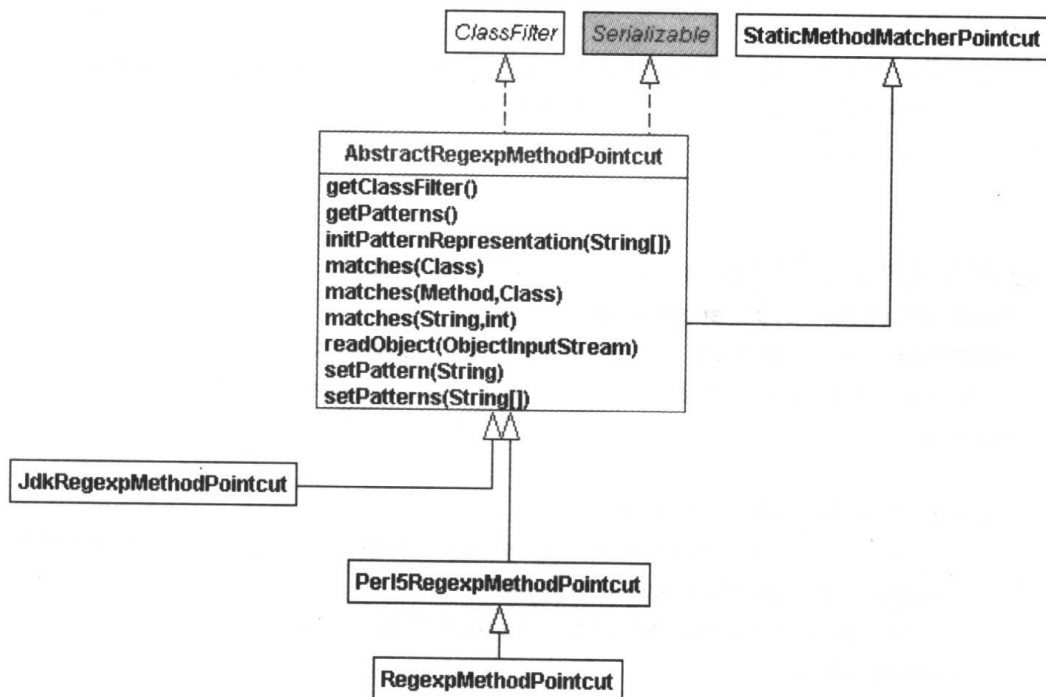 ClassFilter
Serializable
StaticMethodMatcherPointcut
AbstractRegexpMethodPointcut
getClassFilter()
getPatterns()
initPatternRepresentation(String[])
matches(Class)
matches(Method,Class)
matches(String,int)
readObject(ObjectInputStream)
setPattern(String)
setPatterns(String[])
JdkRegexpMethodPointcut
Perl5RegexpMethodPointcut
RegexpMethodPointcut